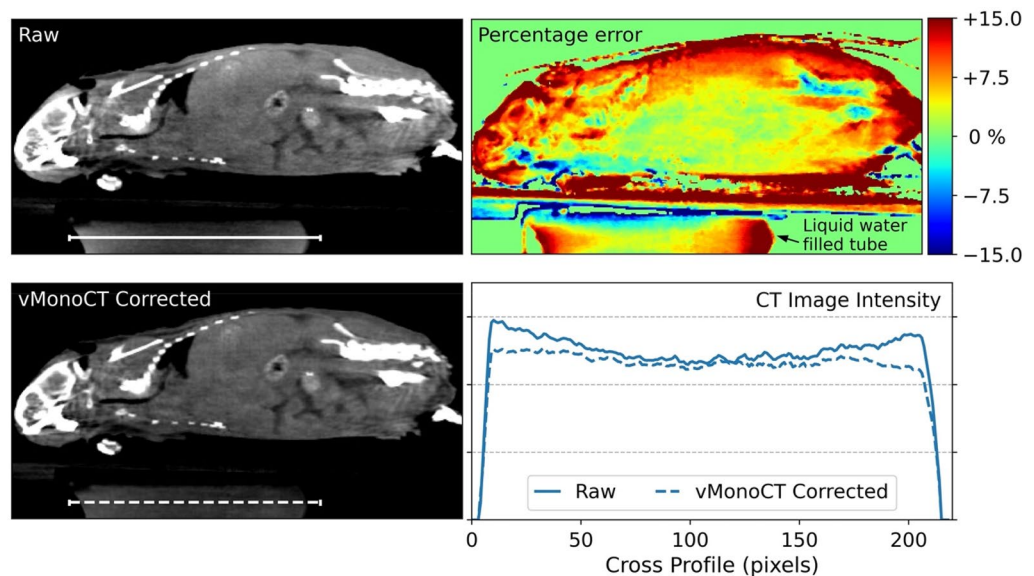 Raw
Percentage error
+15.0
+7.5
0 %
−7.5
−15.0
Liquid water
filled tube
vMonoCT Corrected
CT Image Intensity
Raw
vMonoCT Corrected
0
50
100
150
200
Cross Profile (pixels)